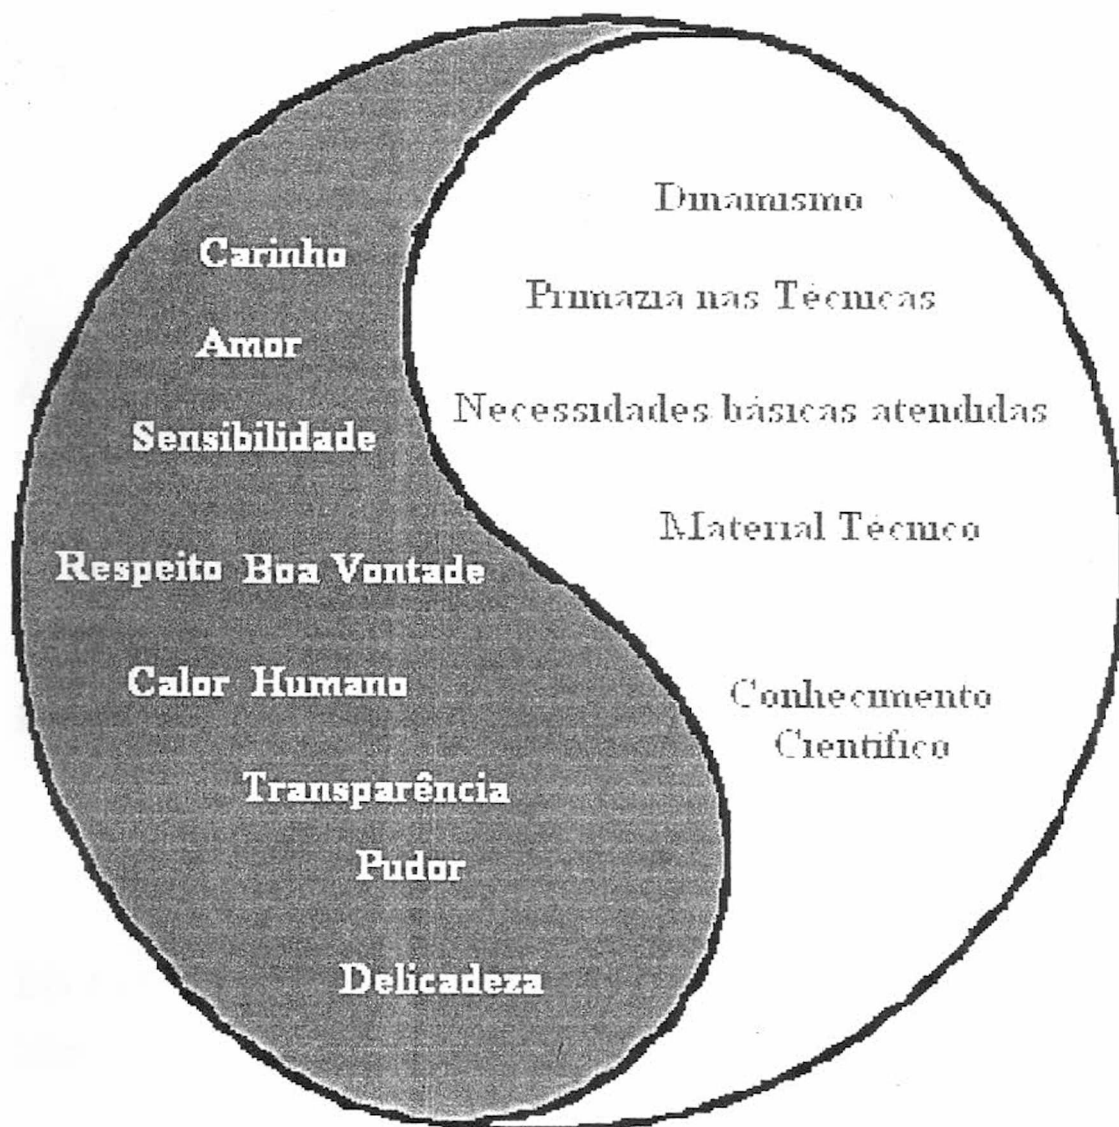 Carinho
Amor
Sensibilidade
Respeito Boa Vontade
Calor Humano
Transparência
Pudor
Delicadeza
Dinamismo
Primazia nas Técnicas
Necessidades básicas atendidas
Material Técnico
Conhecimento
Científico